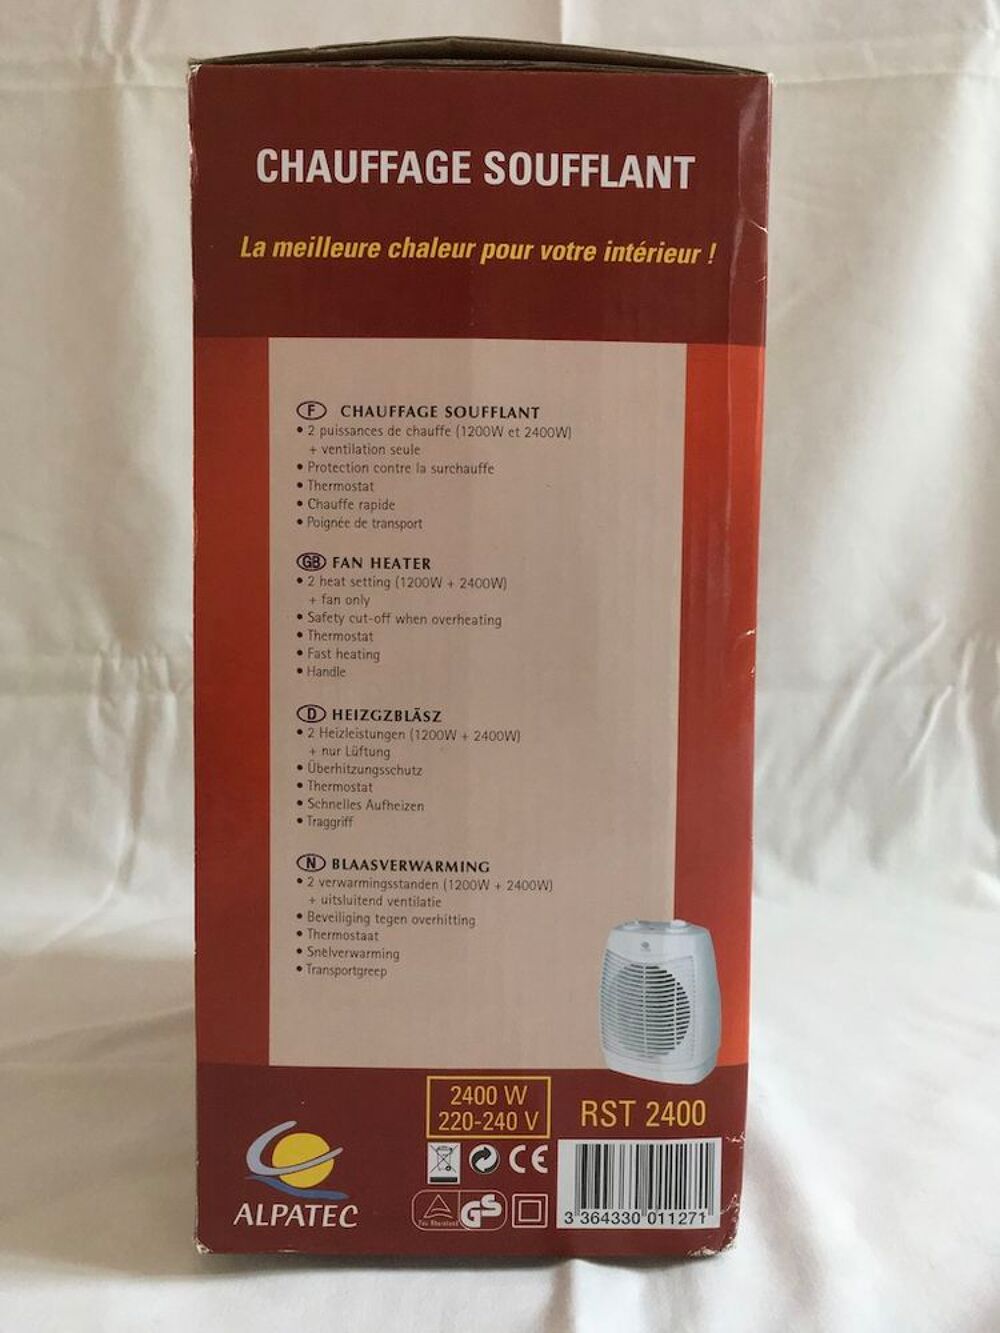 CHAUFFAGE SOUFFLANT
La meilleure chaleur pour votre intérieur !
F CHAUFFAGE SOUFFLANT
• 2 puissances de chauffe (1200W et 2400W)
+ ventilation seule
• Protection contre la surchauffe
• Thermostat
• Chauffe rapide
• Poignée de transport
GB FAN HEATER
• 2 heat setting (1200W + 2400W)
+ fan only
• Safety cut-off when overheating
• Thermostat
• Fast heating
• Handle
D HEIZGZBLÄSZ
• 2 Heizleistungen (1200W + 2400W)
+ nur Lüftung
• Überhitzungsschutz
• Thermostat
• Schnelles Aufheizen
• Traggriff
N BLAASVERWARMING
• 2 verwarmingsstanden (1200W + 2400W)
+ uitsluitend ventilatie
• Beveiliging tegen overhitting
• Thermostaat
• Snèlverwarming
• Transportgreep
2400 W
220-240 V
RST 2400
CE
ALPATEC
TÜV Rheinland
GS
3 364330 011271